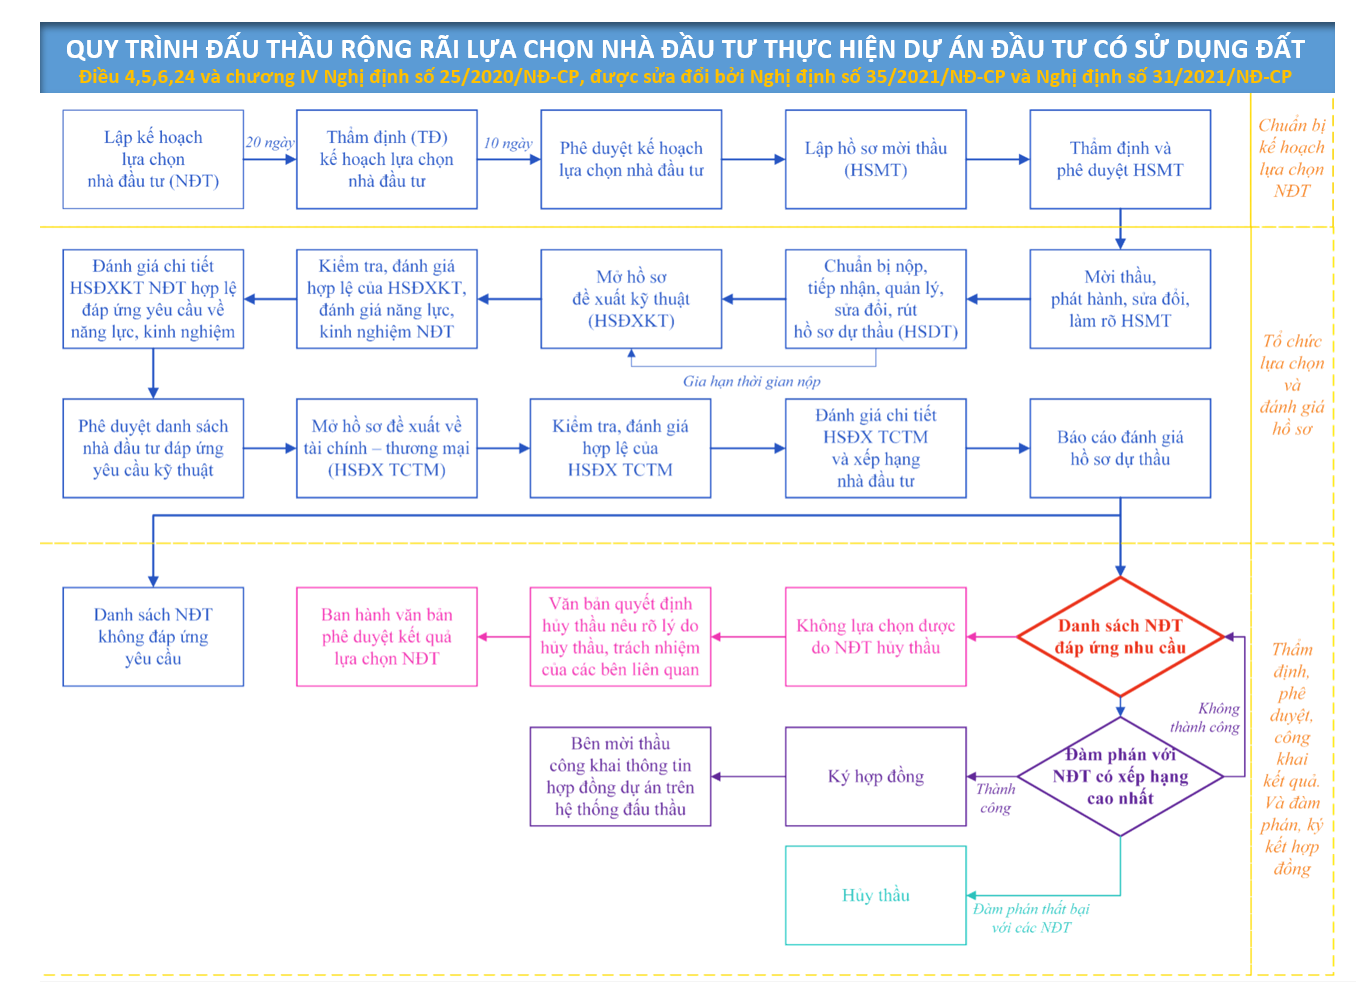 QUY TRÌNH ĐẤU THẦU RỘNG RÃI LỰA CHỌN NHÀ ĐẦU TƯ THỰC HIỆN DỰ ÁN ĐẦU TƯ CÓ SỬ DỤNG ĐẤT
Điều 4,5,6,24 và chương IV Nghị định số 25/2020/NĐ-CP, được sửa đổi bởi Nghị định số 35/2021/NĐ-CP và Nghị định số 31/2021/NĐ-CP
Lập kế hoạch
lựa chọn
nhà đầu tư (NĐT)
20 ngày
Thẩm định (TĐ)
kế hoạch lựa chọn
nhà đầu tư
10 ngày
Phê duyệt kế hoạch
lựa chọn nhà đầu tư
Lập hồ sơ mời thầu
(HSMT)
Thẩm định và
phê duyệt HSMT
Chuẩn bị
kế hoạch
lựa chọn
NĐT
Đánh giá chi tiết
HSĐXKT NĐT hợp lệ
đáp ứng yêu cầu về
năng lực, kinh nghiệm
Kiểm tra, đánh giá
hợp lệ của HSĐXKT,
đánh giá năng lực,
kinh nghiệm NĐT
Mở hồ sơ
đề xuất kỹ thuật
(HSĐXKT)
Chuẩn bị nộp,
tiếp nhận, quản lý,
sửa đổi, rút
hồ sơ dự thầu (HSDT)
Mời thầu,
phát hành, sửa đổi,
làm rõ HSMT
Gia hạn thời gian nộp
Tổ chức
lựa chọn
và
đánh giá
hồ sơ
Phê duyệt danh sách
nhà đầu tư đáp ứng
yêu cầu kỹ thuật
Mở hồ sơ đề xuất về
tài chính – thương mại
(HSĐX TCTM)
Kiểm tra, đánh giá
hợp lệ của
HSĐX TCTM
Đánh giá chi tiết
HSĐX TCTM
và xếp hạng
nhà đầu tư
Báo cáo đánh giá
hồ sơ dự thầu
Danh sách NĐT
không đáp ứng
yêu cầu
Ban hành văn bản
phê duyệt kết quả
lựa chọn NĐT
Văn bản quyết định
hủy thầu nêu rõ lý do
hủy thầu, trách nhiệm
của các bên liên quan
Không lựa chọn được
do NĐT hủy thầu
Danh sách NĐT
đáp ứng nhu cầu
Không
thành công
Thẩm
định,
phê
duyệt,
công
khai
kết quả.
Và đàm
phán, ký
kết hợp
đồng
Bên mời thầu
công khai thông tin
hợp đồng dự án trên
hệ thống đấu thầu
Ký hợp đồng
Thành
công
Đàm phán với
NĐT có xếp hạng
cao nhất
Hủy thầu
Đàm phán thất bại
với các NĐT